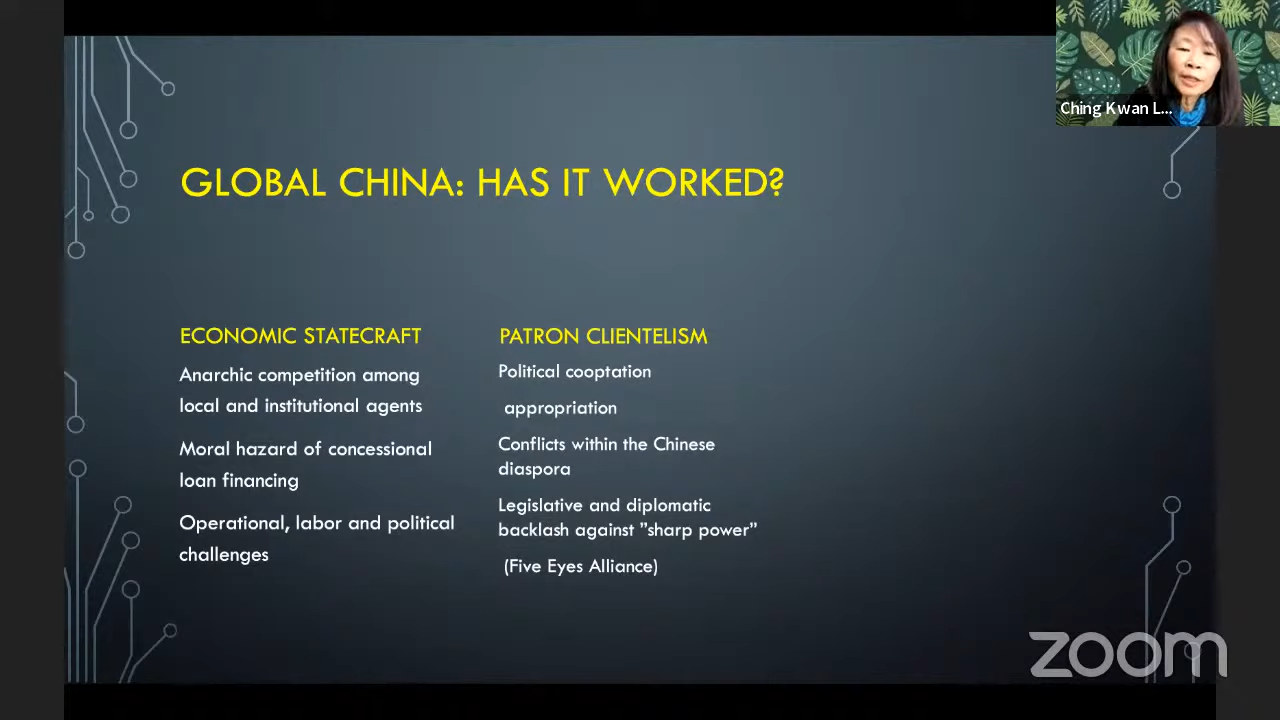 Ching Kwan L...
GLOBAL CHINA: HAS IT WORKED?
ECONOMIC STATECRAFT
Anarchic competition among
local and institutional agents
Moral hazard of concessional
loan financing
Operational, labor and political
challenges
PATRON CLIENTELISM
Political cooptation
appropriation
Conflicts within the Chinese
diaspora
Legislative and diplomatic
backlash against ”sharp power”
(Five Eyes Alliance)
zoom